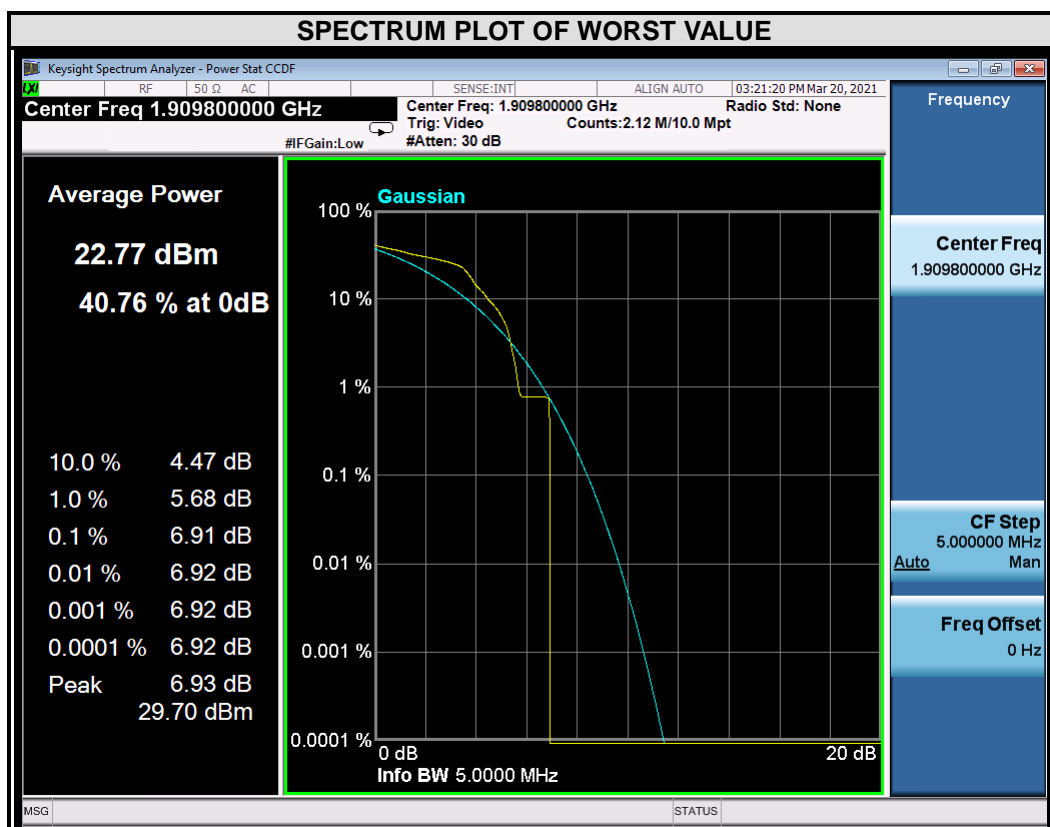 SPECTRUM PLOT OF WORST VALUE
Keysight Spectrum Analyzer - Power Stat CCDF
LXI RF 50 Ω AC SENSE:INT ALIGN AUTO 03:21:20 PM Mar 20, 2021
Center Freq 1.909800000 GHz
Center Freq: 1.909800000 GHz Radio Std: None
Trig: Video Counts:2.12 M/10.0 Mpt
#IFGain:Low #Atten: 30 dB
Average Power
22.77 dBm
40.76 % at 0dB
10.0 % 4.47 dB
1.0 % 5.68 dB
0.1 % 6.91 dB
0.01 % 6.92 dB
0.001 % 6.92 dB
0.0001 % 6.92 dB
Peak 6.93 dB
29.70 dBm
Gaussian
100 %
10 %
1 %
0.1 %
0.01 %
0.001 %
0.0001 %
0 dB 20 dB
Info BW 5.0000 MHz
Frequency
Center Freq
1.909800000 GHz
CF Step
5.000000 MHz
Auto Man
Freq Offset
0 Hz
MSG STATUS